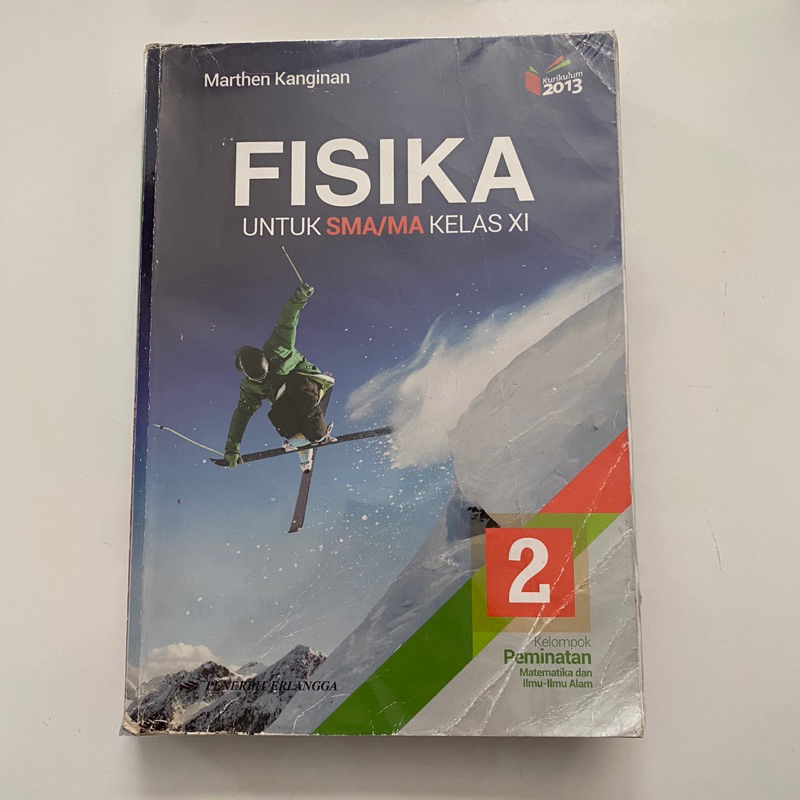 Marthen Kanginan
Kurikulum
2013
FISIKA
UNTUK SMA/MA KELAS XI
2
Kelompok
Peminatan
Matematika dan
Ilmu-Ilmu Alam
PENERBIT ERLANGGA